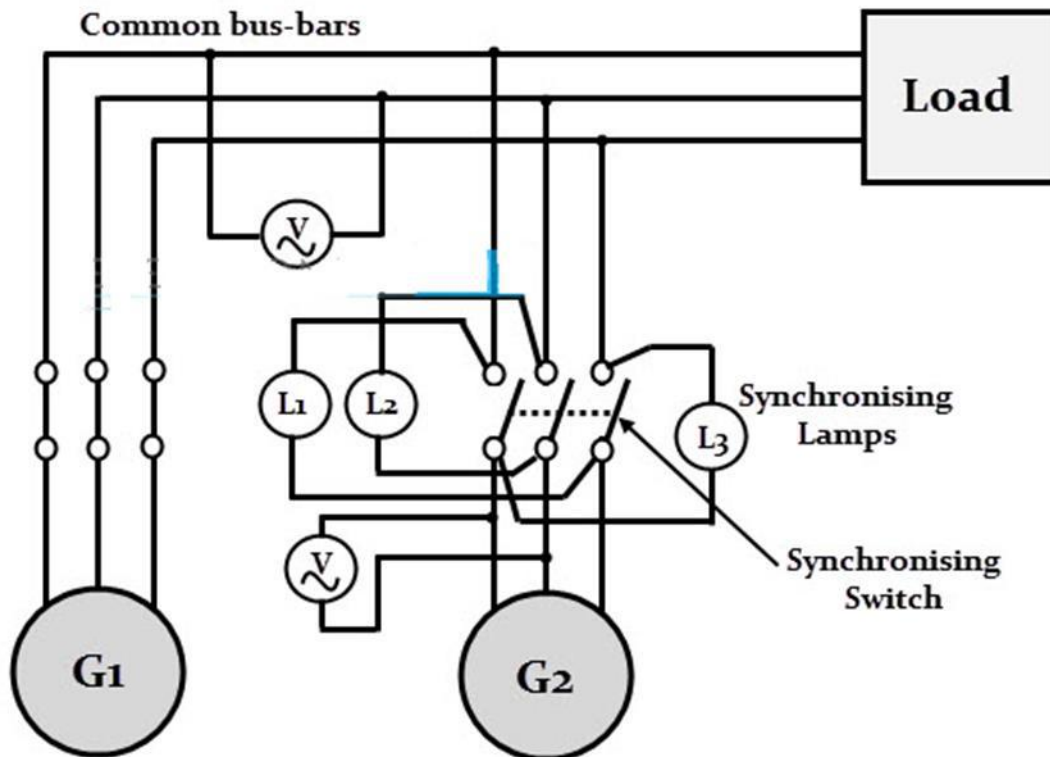 Common bus-bars
Load
V
L1
L2
L3
Synchronising
Lamps
V
Synchronising
Switch
G1
G2